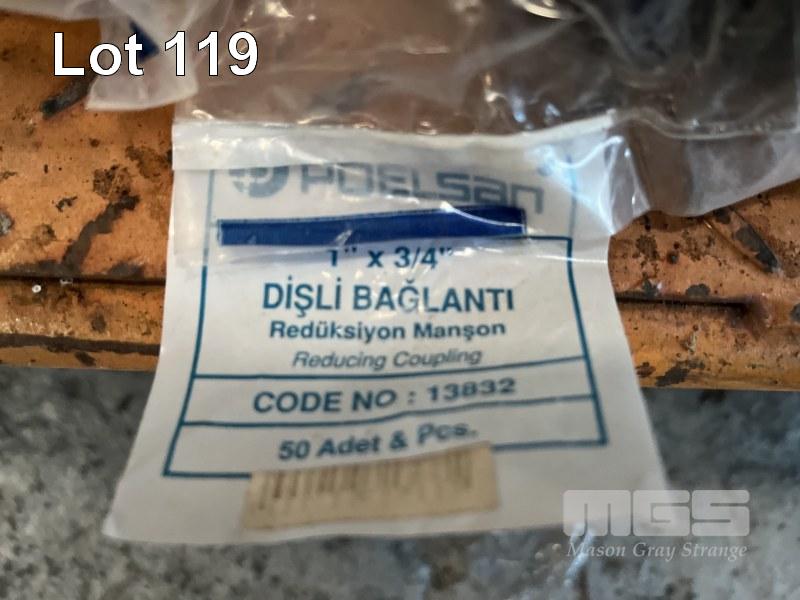 Lot 119
POELSAN
1" x 3/4"
DİŞLİ BAĞLANTI
Redüksiyon Manşon
Reducing Coupling
CODE NO : 13832
50 Adet & Pcs.
MGS
Mason Gray Strange